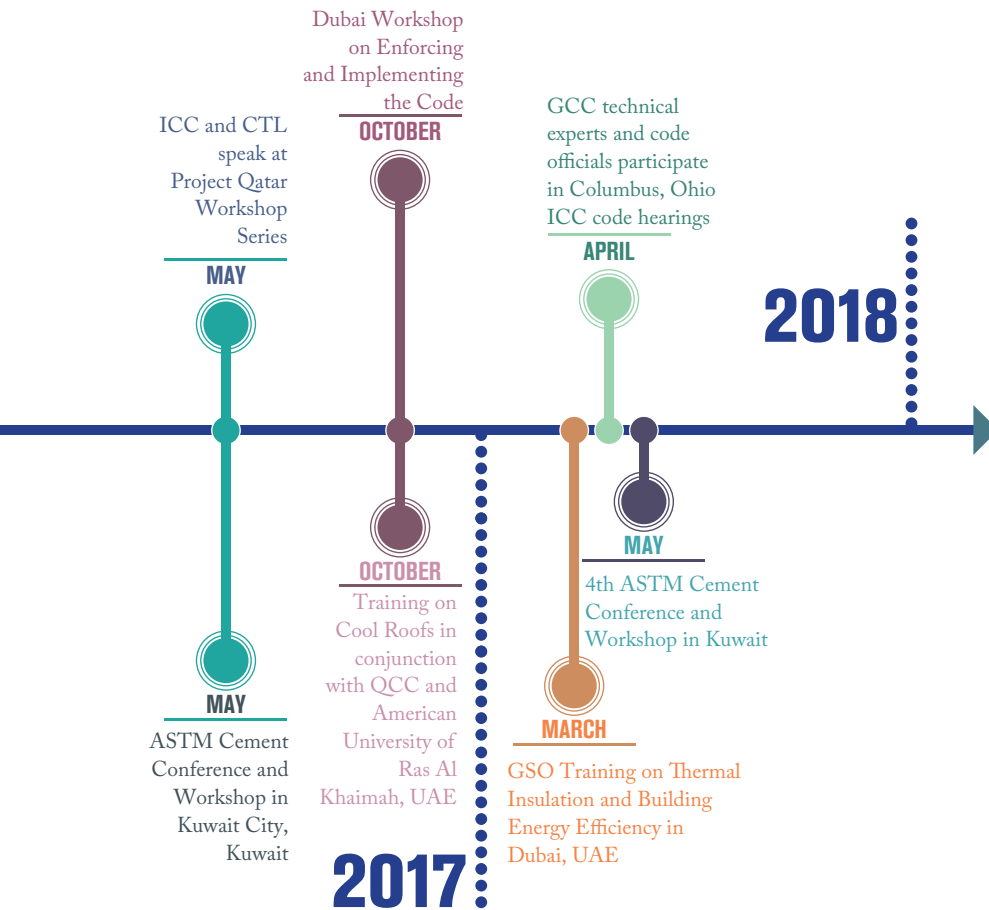 Dubai Workshop
on Enforcing
and Implementing
the Code
OCTOBER
ICC and CTL
speak at
Project Qatar
Workshop
Series
MAY
GCC technical
experts and code
officials participate
in Columbus, Ohio
ICC code hearings
APRIL
2018
MAY
ASTM Cement
Conference and
Workshop in
Kuwait City,
Kuwait
OCTOBER
Training on
Cool Roofs in
conjunction
with QCC and
American
University of
Ras Al
Khaimah, UAE
2017
MAY
4th ASTM Cement
Conference and
Workshop in Kuwait
MARCH
GSO Training on Thermal
Insulation and Building
Energy Efficiency in
Dubai, UAE